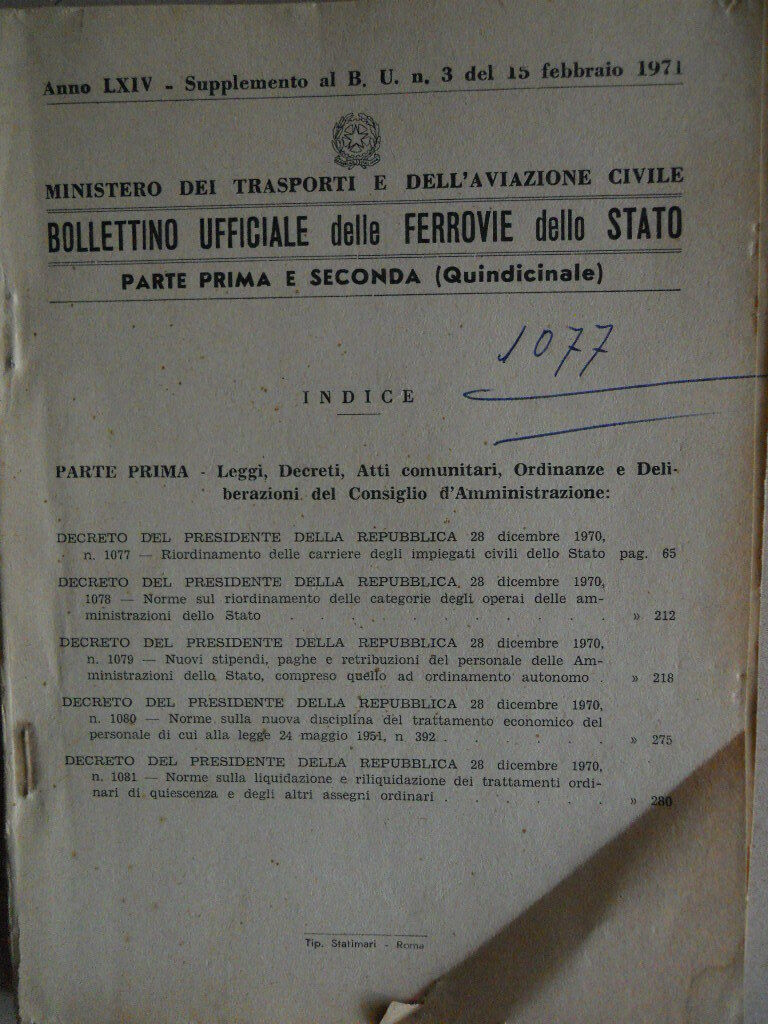 Anno LXIV - Supplemento al B. U. n. 3 del 15 febbraio 1971
MINISTERO DEI TRASPORTI E DELL'AVIAZIONE CIVILE
BOLLETTINO UFFICIALE delle FERROVIE dello STATO
PARTE PRIMA E SECONDA (Quindicinale)
1077
INDICE
PARTE PRIMA - Leggi, Decreti, Atti comunitari, Ordinanze e Deli-
berazioni del Consiglio d'Amministrazione:
DECRETO DEL PRESIDENTE DELLA REPUBBLICA 28 dicembre 1970,
n. 1077 — Riordinamento delle carriere degli impiegati civili dello Stato pag. 65
DECRETO DEL PRESIDENTE DELLA REPUBBLICA, 28 dicembre 1970,
1078 — Norme sul riordinamento delle categorie degli operai delle am-
ministrazioni dello Stato . . . . . . . . . . » 212
DECRETO DEL PRESIDENTE DELLA REPUBBLICA 28 dicembre 1970,
n. 1079 — Nuovi stipendi, paghe e retribuzioni del personale delle Am-
ministrazioni dello Stato, compreso quello ad ordinamento autonomo . » 218
DECRETO DEL PRESIDENTE DELLA REPUBBLICA 28 dicembre 1970,
n. 1080 — Norme sulla nuova disciplina del trattamento economico del
personale di cui alla legge 24 maggio 1951, n 392 . . . . . » 275
DECRETO DEL PRESIDENTE DELLA REPUBBLICA 28 dicembre 1970,
n. 1081 — Norme sulla liquidazione e riliquidazione dei trattamenti ordi-
nari di quiescenza e degli altri assegni ordinari . . . . . » 280
Tip. Statimari - Roma